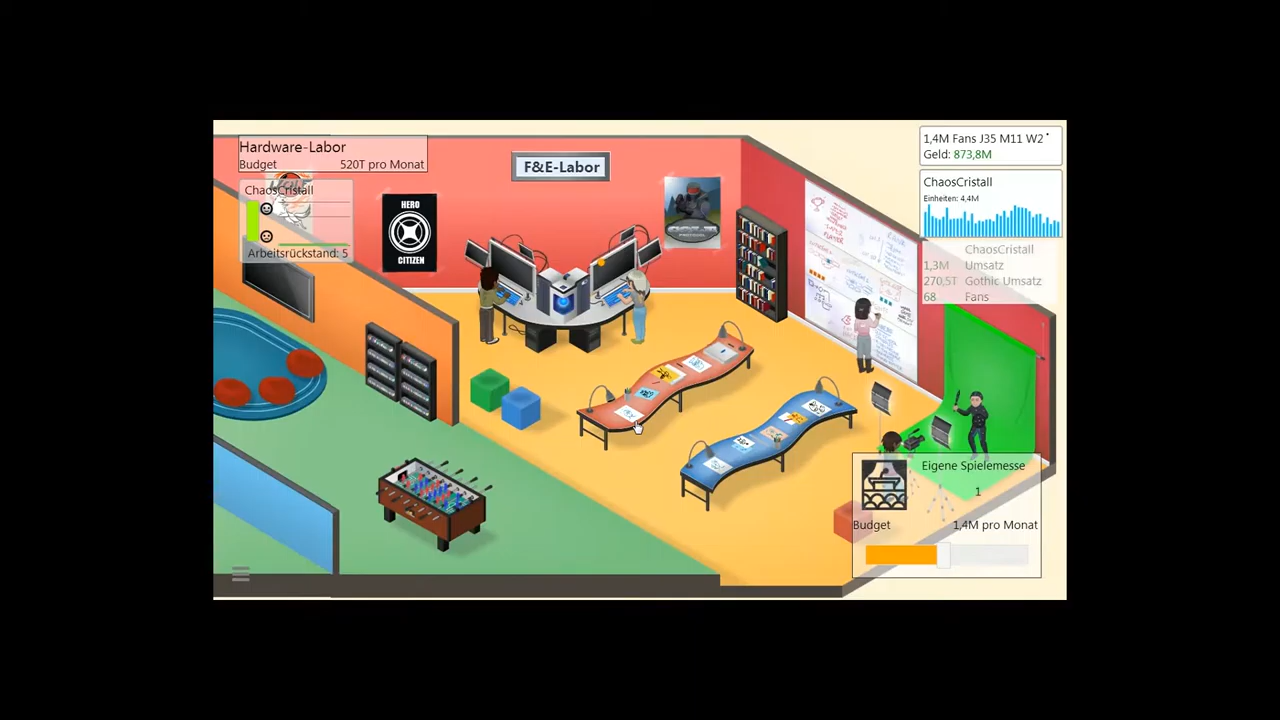 Hardware-Labor
Budget 520T pro Monat
ChaosCristall
Arbeitsrückstand: 5
HERO
CITIZEN
F&E-Labor
1,4M Fans J35 M11 W2
Geld: 873,8M
ChaosCristall
Einheiten: 4,4M
ChaosCristall
1,3M Umsatz
270,5T Gothic Umsatz
68 Fans
Eigene Spielemesse
1
Budget 1,4M pro Monat